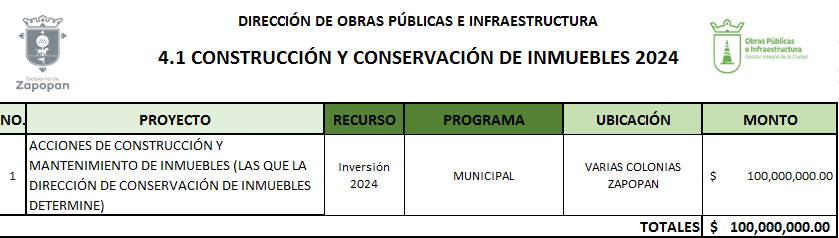 DIRECCIÓN DE OBRAS PÚBLICAS E INFRAESTRUCTURA
4.1 CONSTRUCCIÓN Y CONSERVACIÓN DE INMUEBLES 2024
Gobierno de
Zapopan
Obras Públicas
e Infraestructura
Gestión Integral de la Ciudad
NO. PROYECTO RECURSO PROGRAMA UBICACIÓN MONTO
1 ACCIONES DE CONSTRUCCIÓN Y
MANTENIMIENTO DE INMUEBLES (LAS QUE LA
DIRECCIÓN DE CONSERVACIÓN DE INMUEBLES
DETERMINE)
Inversión
2024
MUNICIPAL
VARIAS COLONIAS
ZAPOPAN
$ 100,000,000.00
TOTALES $ 100,000,000.00